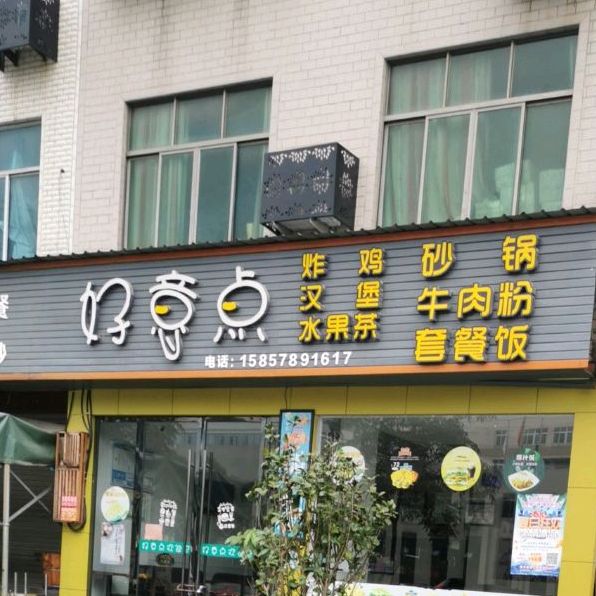 好意点
炸鸡
汉堡
水果茶
砂锅
牛肉粉
套餐饭
电话：15857891617
餐